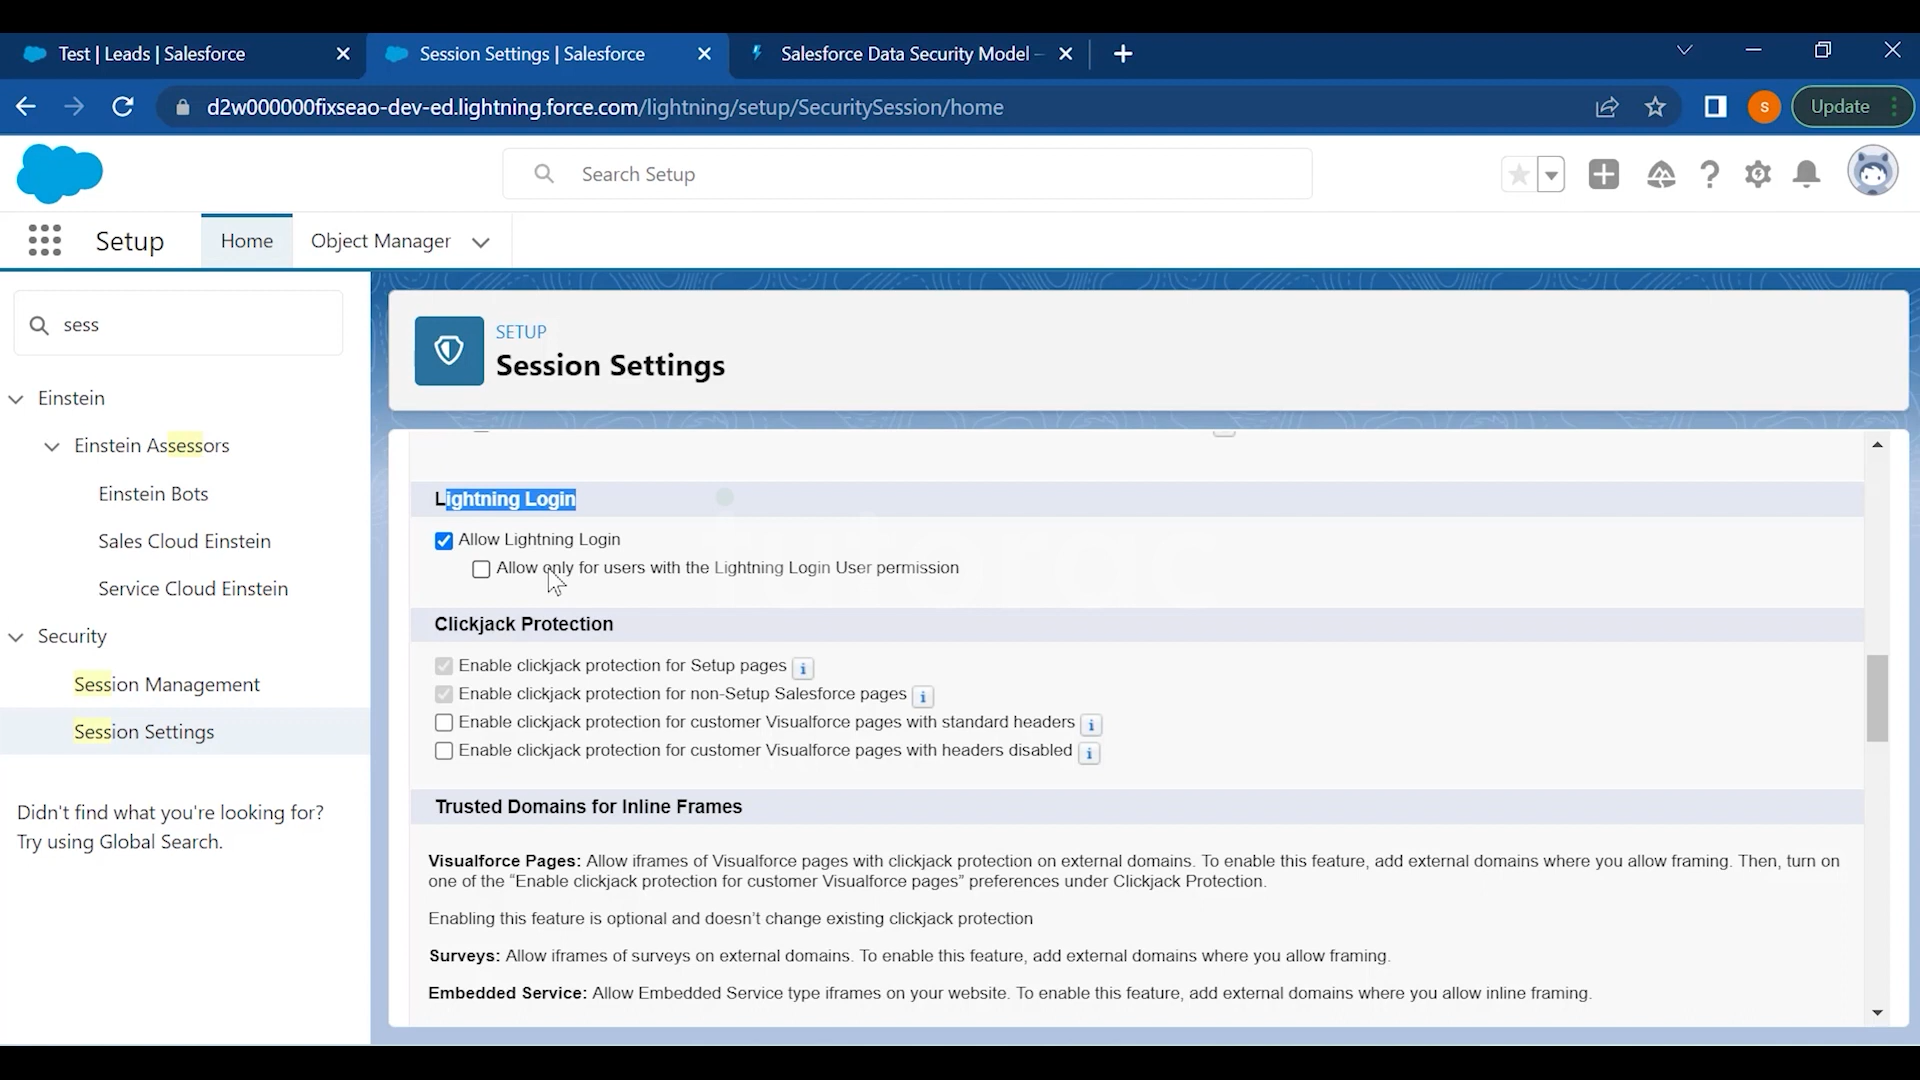 Test | Leads | Salesforce
Session Settings | Salesforce
Salesforce Data Security Model –
d2w000000fixseao-dev-ed.lightning.force.com/lightning/setup/SecuritySession/home
s
Update
Search Setup
Setup
Home
Object Manager
sess
Einstein
Einstein Assessors
Einstein Bots
Sales Cloud Einstein
Service Cloud Einstein
Security
Session Management
Session Settings
Didn't find what you're looking for?
Try using Global Search.
SETUP
Session Settings
Lightning Login
Allow Lightning Login
Allow only for users with the Lightning Login User permission
Clickjack Protection
Enable clickjack protection for Setup pages i
Enable clickjack protection for non-Setup Salesforce pages i
Enable clickjack protection for customer Visualforce pages with standard headers i
Enable clickjack protection for customer Visualforce pages with headers disabled i
Trusted Domains for Inline Frames
Visualforce Pages: Allow iframes of Visualforce pages with clickjack protection on external domains. To enable this feature, add external domains where you allow framing. Then, turn on
one of the “Enable clickjack protection for customer Visualforce pages” preferences under Clickjack Protection.
Enabling this feature is optional and doesn’t change existing clickjack protection
Surveys: Allow iframes of surveys on external domains. To enable this feature, add external domains where you allow framing.
Embedded Service: Allow Embedded Service type iframes on your website. To enable this feature, add external domains where you allow inline framing.